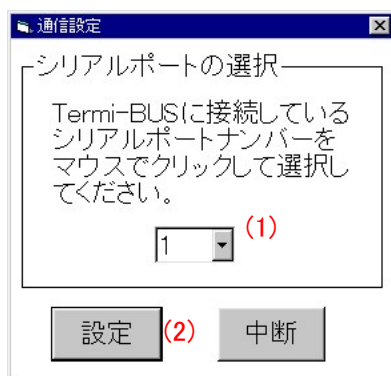 通信設定
シリアルポートの選択
Termi-BUSに接続している
シリアルポートナンバーを
マウスでクリックして選択し
てください。
1 (1)
設定 (2) 中断